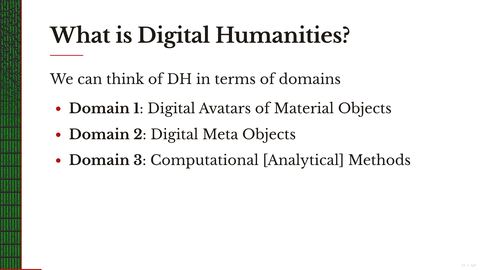 What is Digital Humanities?
We can think of DH in terms of domains
• Domain 1: Digital Avatars of Material Objects
• Domain 2: Digital Meta Objects
• Domain 3: Computational [Analytical] Methods